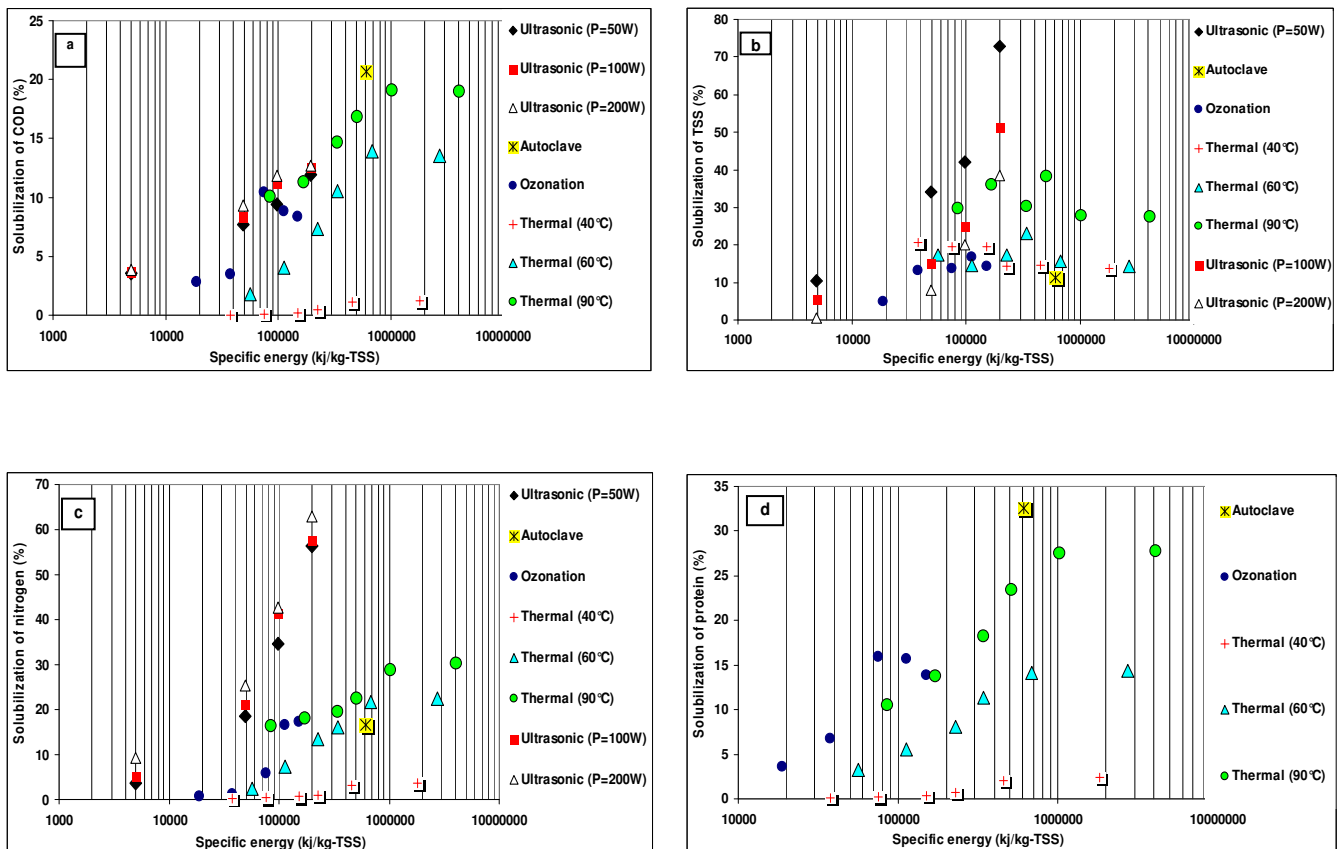 a
Solubilization of COD (%)
25
20
15
10
5
0
1000 10000 100000 1000000 10000000
Specific energy (kj/kg-TSS)
Ultrasonic (P=50W)
Ultrasonic (P=100W)
Ultrasonic (P=200W)
Autoclave
Ozonation
Thermal (40°C)
Thermal (60°C)
Thermal (90°C)
b
Solubilization of TSS (%)
80
70
60
50
40
30
20
10
0
1000 10000 100000 1000000 10000000
Specific energy (kj/kg-TSS)
Ultrasonic (P=50W)
Autoclave
Ozonation
Thermal (40°C)
Thermal (60°C)
Thermal (90°C)
Ultrasonic (P=100W)
Ultrasonic (P=200W)
c
Solubilization of nitrogen (%)
70
60
50
40
30
20
10
0
1000 10000 100000 1000000 10000000
Specific energy (kj/kg-TSS)
Ultrasonic (P=50W)
Autoclave
Ozonation
Thermal (40°C)
Thermal (60°C)
Thermal (90°C)
Ultrasonic (P=100W)
Ultrasonic (P=200W)
d
Solubilization of protein (%)
35
30
25
20
15
10
5
0
10000 100000 1000000 10000000
Specific energy (kj/kg-TSS)
Autoclave
Ozonation
Thermal (40°C)
Thermal (60°C)
Thermal (90°C)